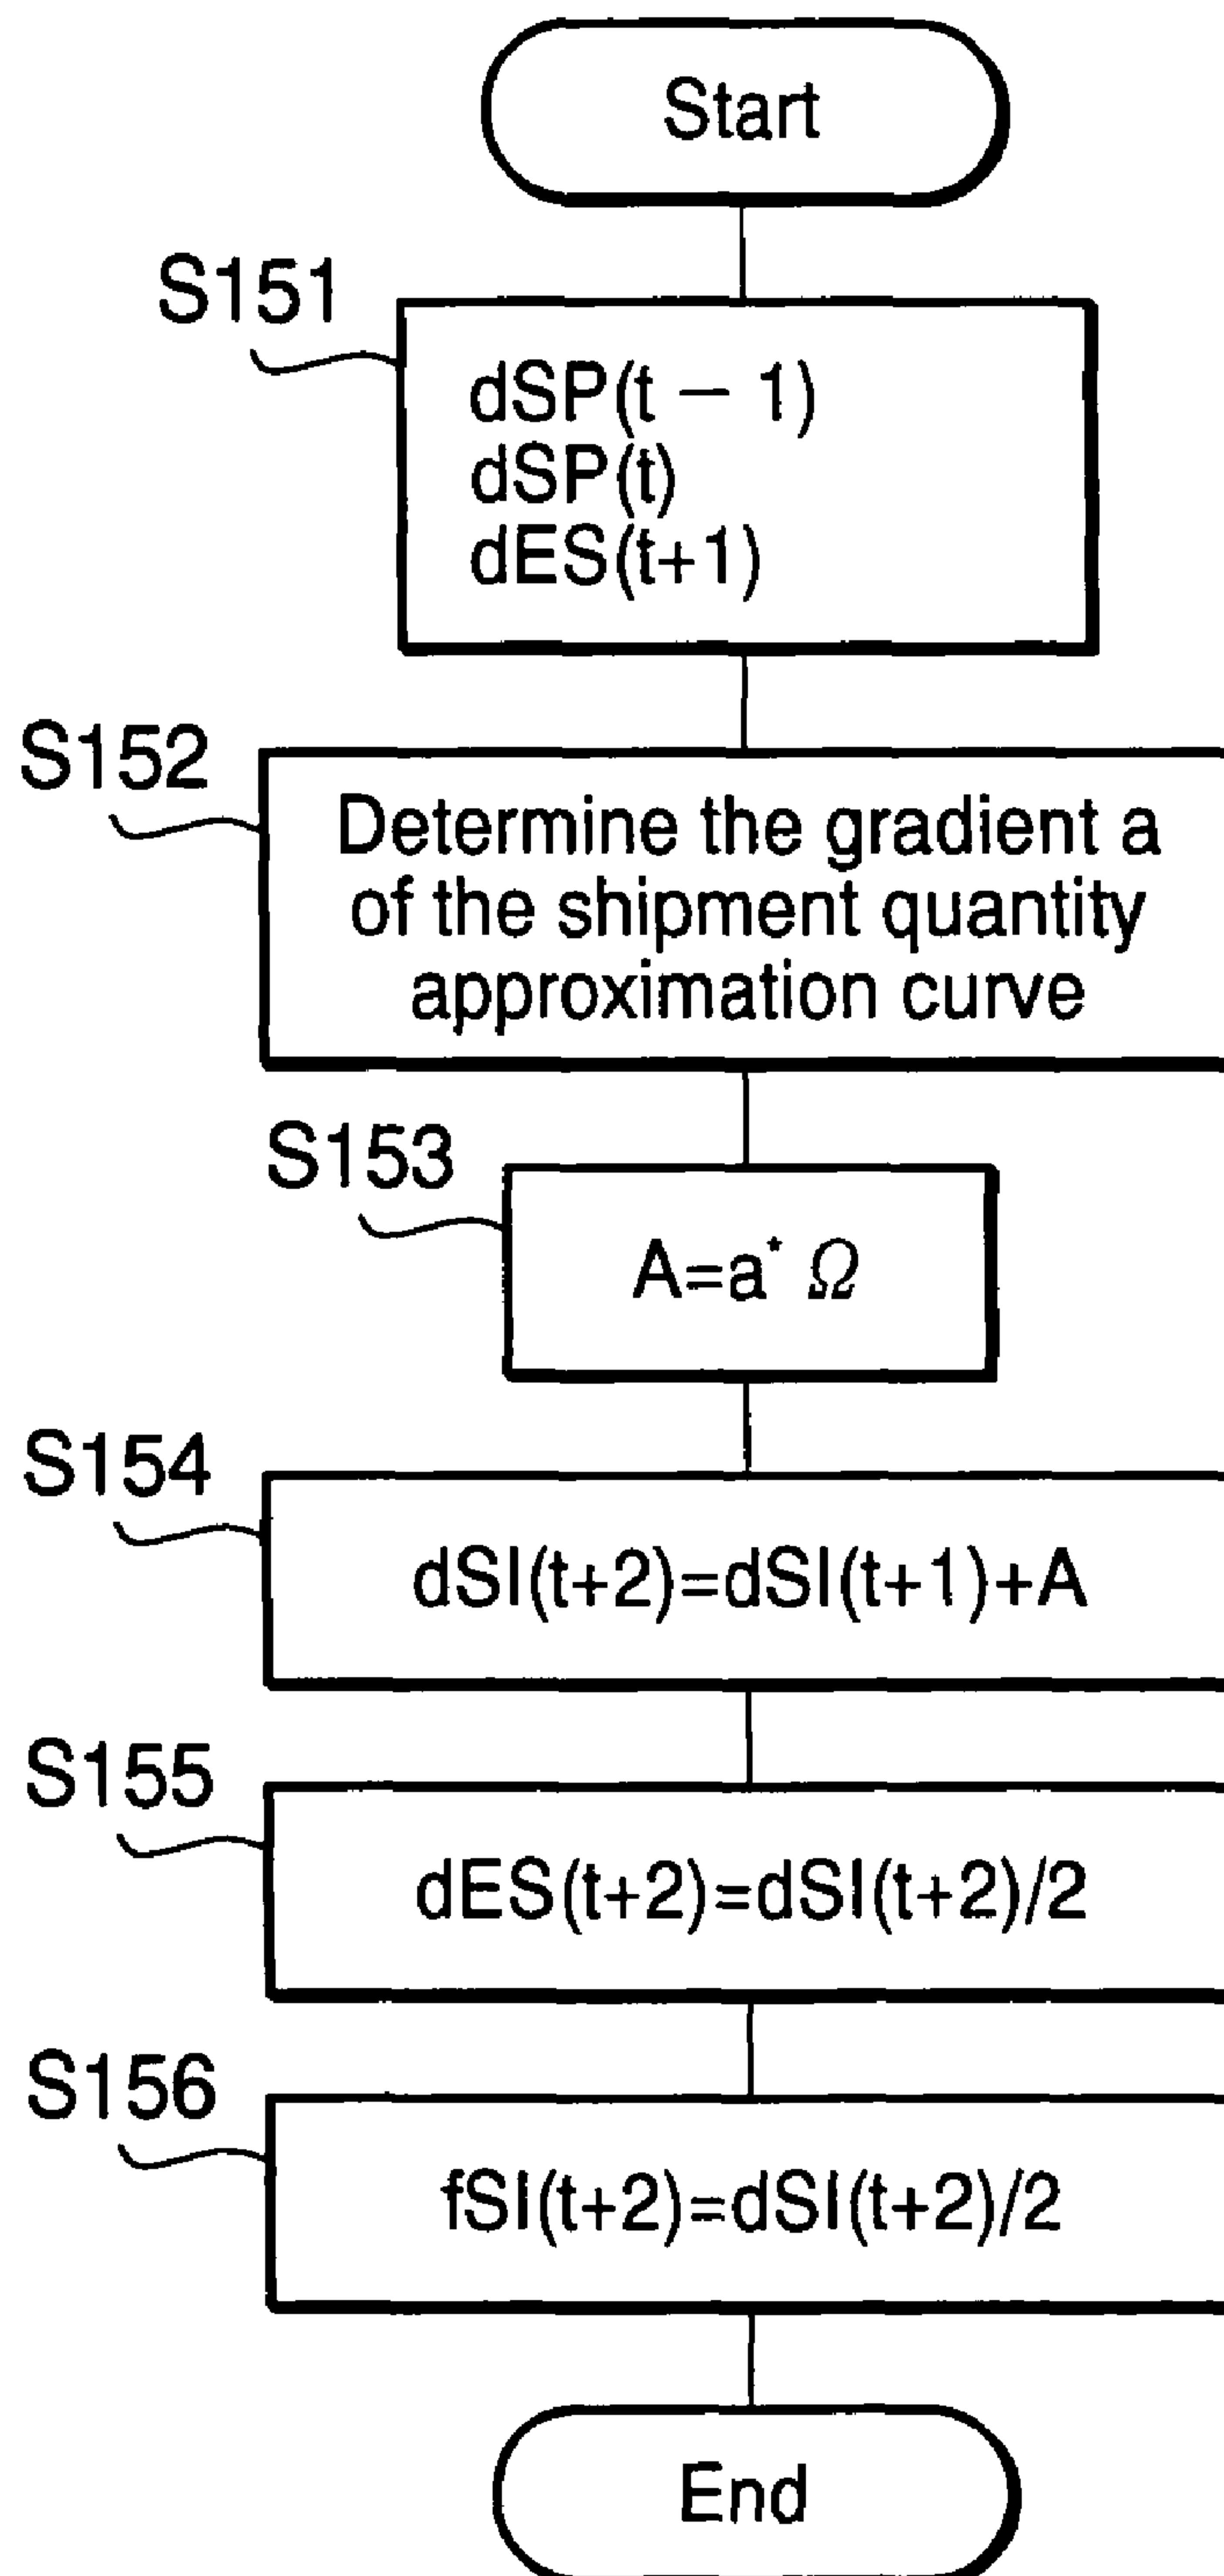 Start
S151
dSP(t − 1)
dSP(t)
dES(t+1)
S152
Determine the gradient a
of the shipment quantity
approximation curve
S153
A=a* Ω
S154
dSI(t+2)=dSI(t+1)+A
S155
dES(t+2)=dSI(t+2)/2
S156
fSI(t+2)=dSI(t+2)/2
End